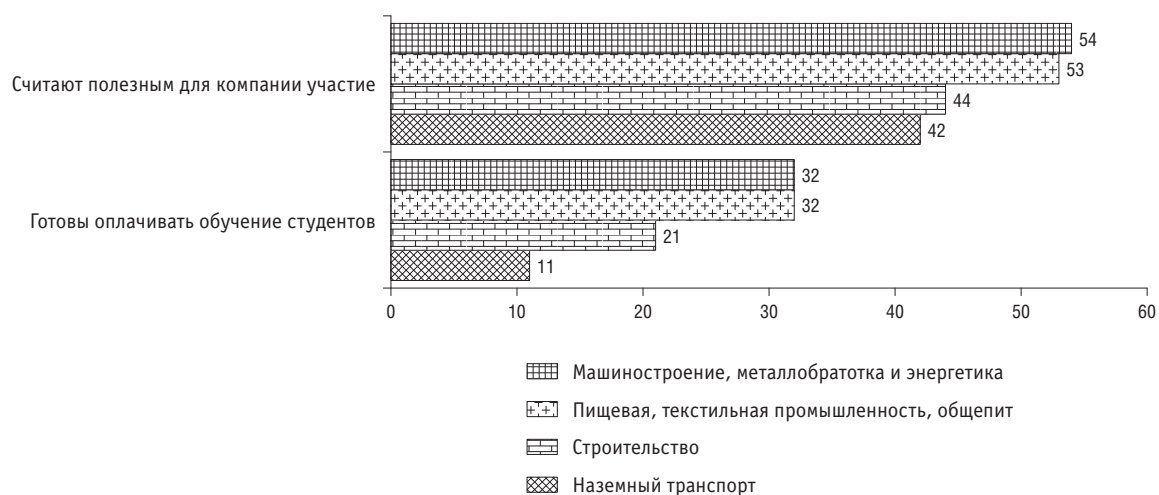 54
53
Считают полезным для компании участие
44
42
32
32
Готовы оплачивать обучение студентов
21
11
0 10 20 30 40 50 60
Машиностроение, металлобратотка и энергетика
Пищевая, текстильная промышленность, общепит
Строительство
Наземный транспорт